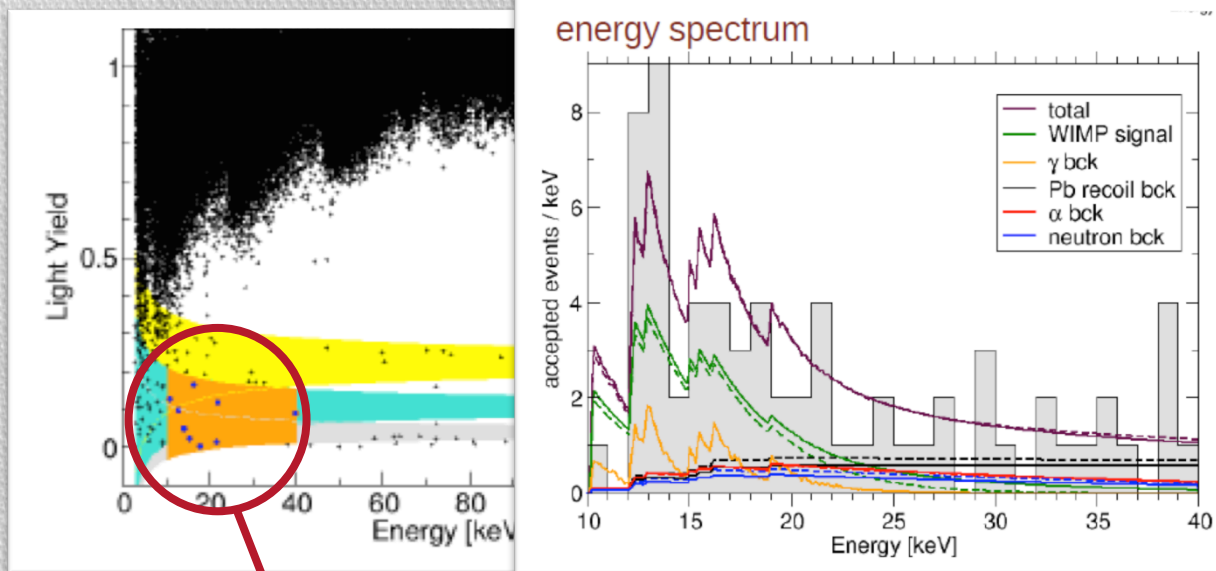 1
0.5
0
Light Yield
0 20 40 60 80
Energy [keV
energy spectrum
8
6
4
2
0
accepted events / keV
total
WIMP signal
γ bck
Pb recoil bck
α bck
neutron bck
10 15 20 25 30 35 40
Energy [keV]